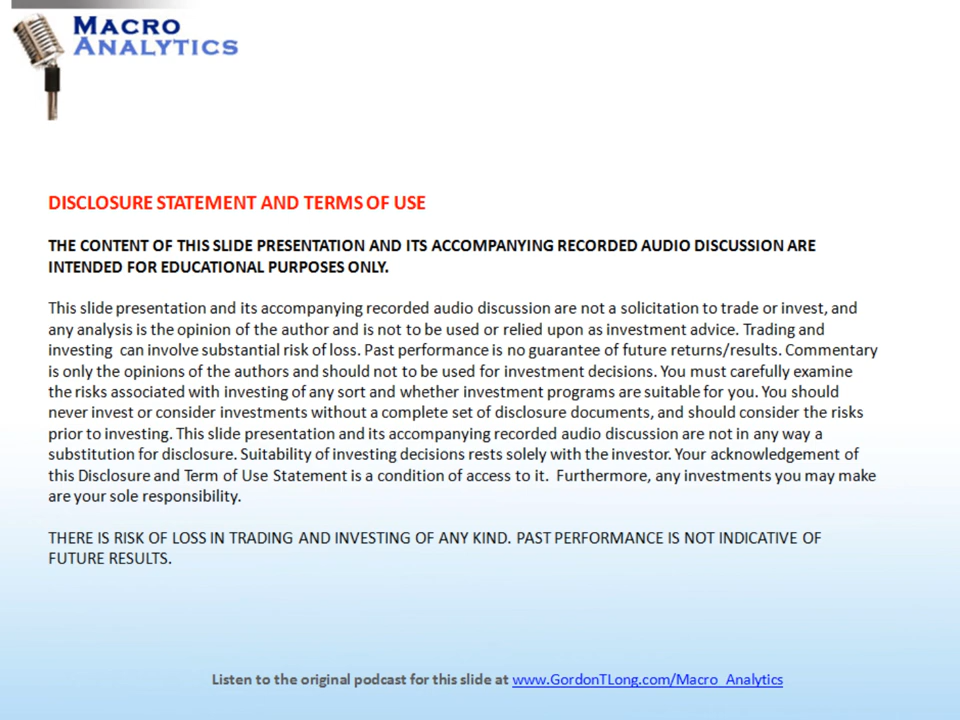 MACRO
ANALYTICS
DISCLOSURE STATEMENT AND TERMS OF USE
THE CONTENT OF THIS SLIDE PRESENTATION AND ITS ACCOMPANYING RECORDED AUDIO DISCUSSION ARE
INTENDED FOR EDUCATIONAL PURPOSES ONLY.
This slide presentation and its accompanying recorded audio discussion are not a solicitation to trade or invest, and
any analysis is the opinion of the author and is not to be used or relied upon as investment advice. Trading and
investing can involve substantial risk of loss. Past performance is no guarantee of future returns/results. Commentary
is only the opinions of the authors and should not to be used for investment decisions. You must carefully examine
the risks associated with investing of any sort and whether investment programs are suitable for you. You should
never invest or consider investments without a complete set of disclosure documents, and should consider the risks
prior to investing. This slide presentation and its accompanying recorded audio discussion are not in any way a
substitution for disclosure. Suitability of investing decisions rests solely with the investor. Your acknowledgement of
this Disclosure and Term of Use Statement is a condition of access to it. Furthermore, any investments you may make
are your sole responsibility.
THERE IS RISK OF LOSS IN TRADING AND INVESTING OF ANY KIND. PAST PERFORMANCE IS NOT INDICATIVE OF
FUTURE RESULTS.
Listen to the original podcast for this slide at www.GordonTLong.com/Macro_Analytics